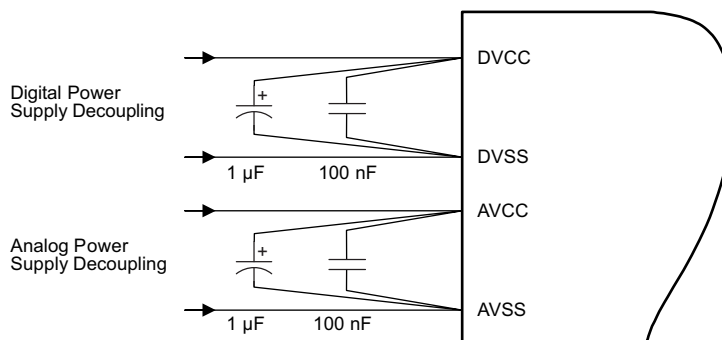 DVCC
Digital Power
Supply Decoupling
+
DVSS
1 µF
100 nF
AVCC
Analog Power
Supply Decoupling
+
AVSS
1 µF
100 nF